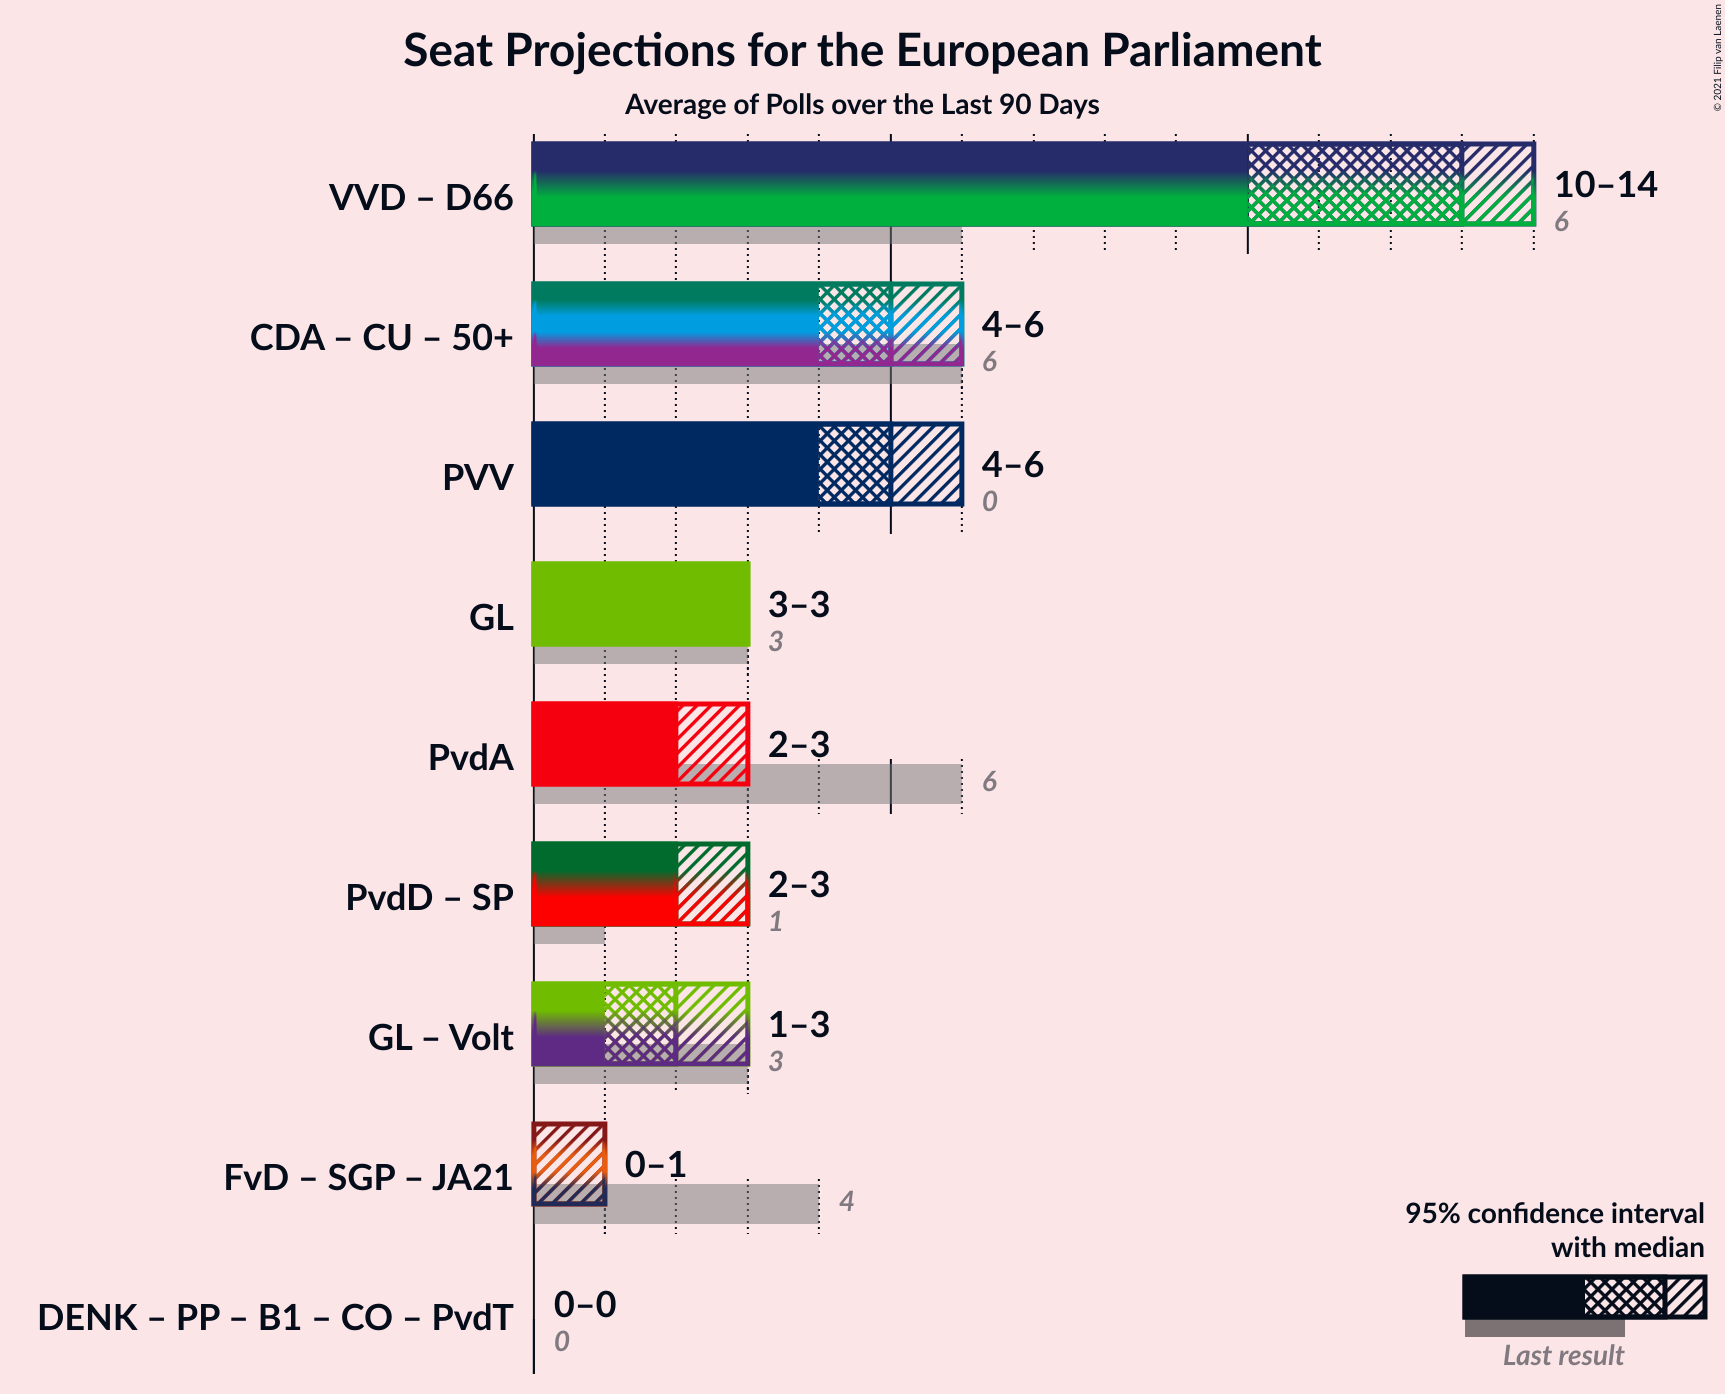 Seat Projections for the European Parliament
Average of Polls over the Last 90 Days
© 2021 Filip van Laenen
VVD – D66
10–14
6
CDA – CU – 50+
4–6
6
PVV
4–6
0
GL
3–3
3
PvdA
2–3
6
PvdD – SP
2–3
1
GL – Volt
1–3
3
FvD – SGP – JA21
0–1
4
DENK – PP – B1 – CO – PvdT
0–0
0
95% confidence interval
with median
Last result